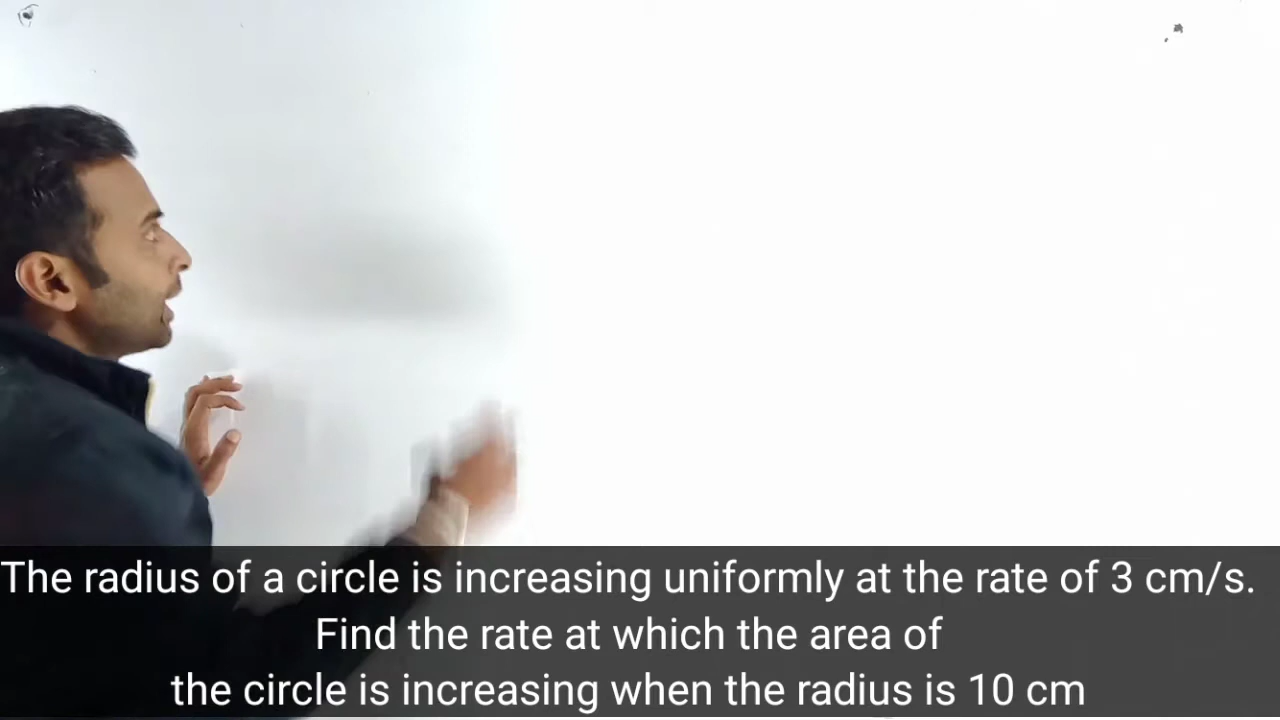 The radius of a circle is increasing uniformly at the rate of 3 cm/s.
Find the rate at which the area of
the circle is increasing when the radius is 10 cm